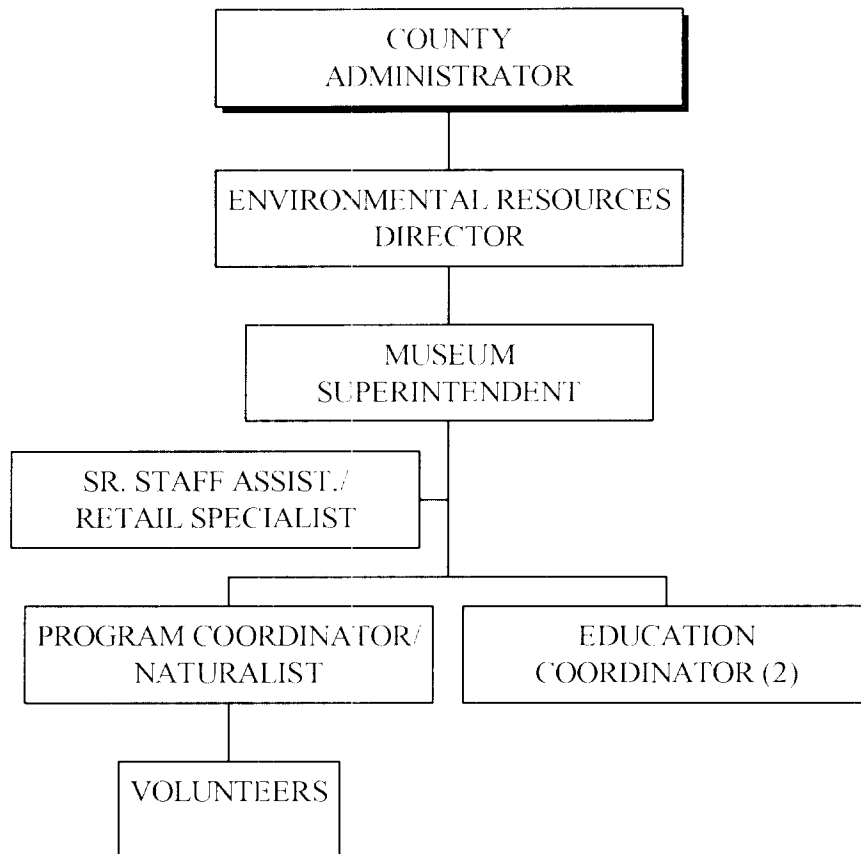 COUNTY
ADMINISTRATOR
ENVIRONMENTAL RESOURCES
DIRECTOR
MUSEUM
SUPERINTENDENT
SR. STAFF ASSIST./
RETAIL SPECIALIST
PROGRAM COORDINATOR/
NATURALIST
EDUCATION
COORDINATOR (2)
VOLUNTEERS